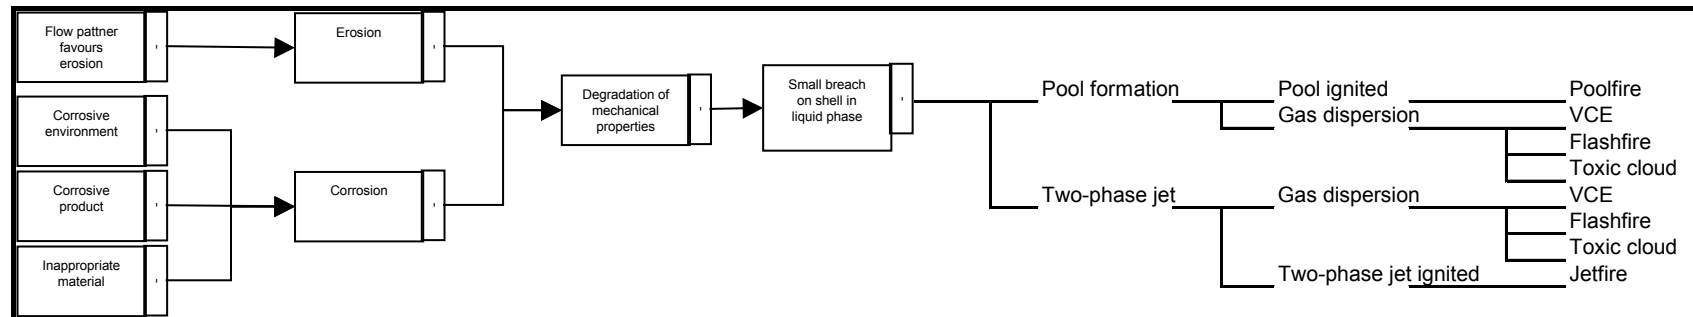 Flow pattner
favours
erosion
Erosion
Corrosive
environment
Corrosive
product
Inappropriate
material
Corrosion
Degradation of
mechanical
properties
Small breach
on shell in
liquid phase
Pool formation
Pool ignited
Poolfire
Gas dispersion
VCE
Flashfire
Toxic cloud
Two-phase jet
Gas dispersion
VCE
Flashfire
Toxic cloud
Two-phase jet ignited
Jetfire